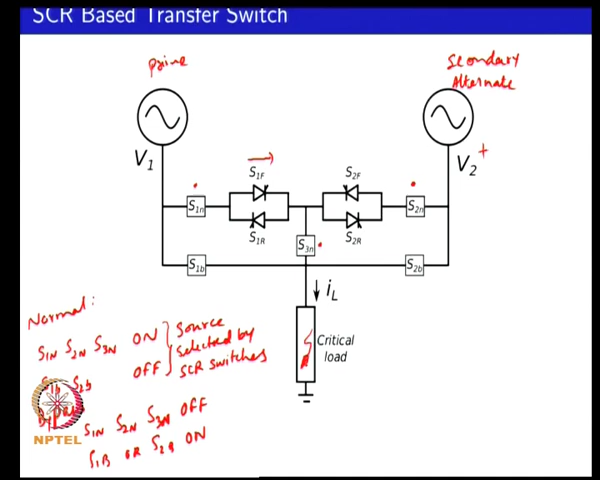 SCR Based Transfer Switch
prime
Secondary
Alternate
V1
V2 +
S1F
S2F
S1n
S2n
S1R
S2R
S3n
S1b
S2b
iL
Critical
load
Normal:
S1N S2N S3N ON
S1b S2b OFF
Source
Selected by
SCR switches
S1N S2N S3N OFF
S1B OR S2B ON
NPTEL